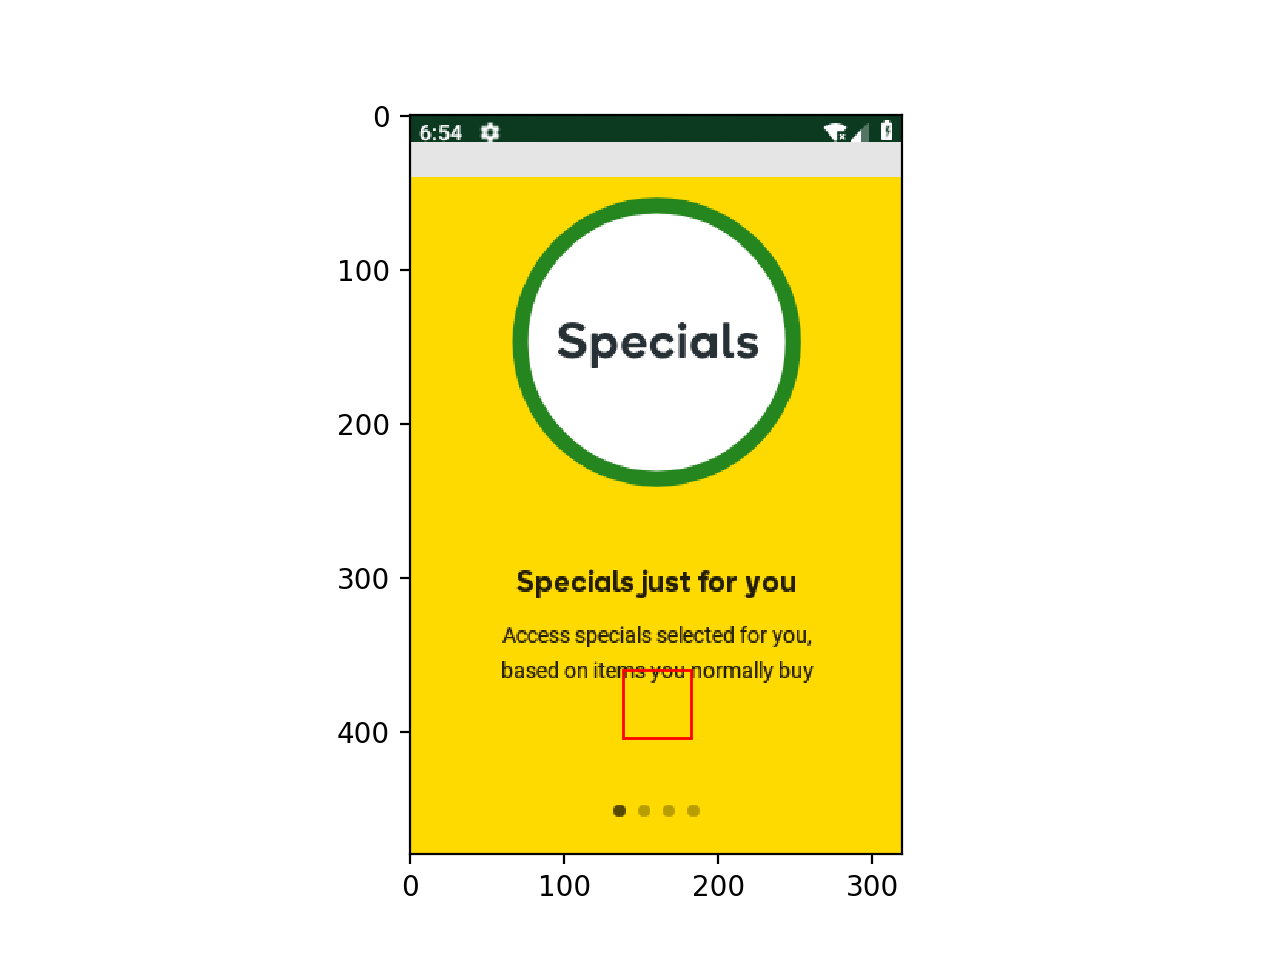 0
100
200
300
400
6:54
Specials
Specials just for you
Access specials selected for you,
based on items you normally buy
0
100
200
300